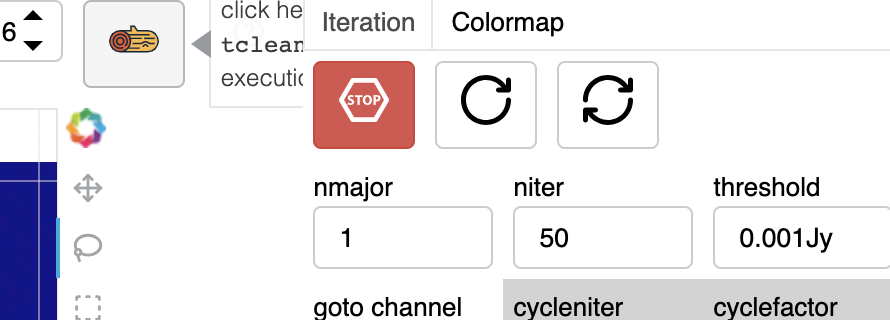 6
click he
tclean
executio
Iteration
Colormap
STOP
nmajor
niter
threshold
1
50
0.001Jy
goto channel
cycleniter
cyclefactor